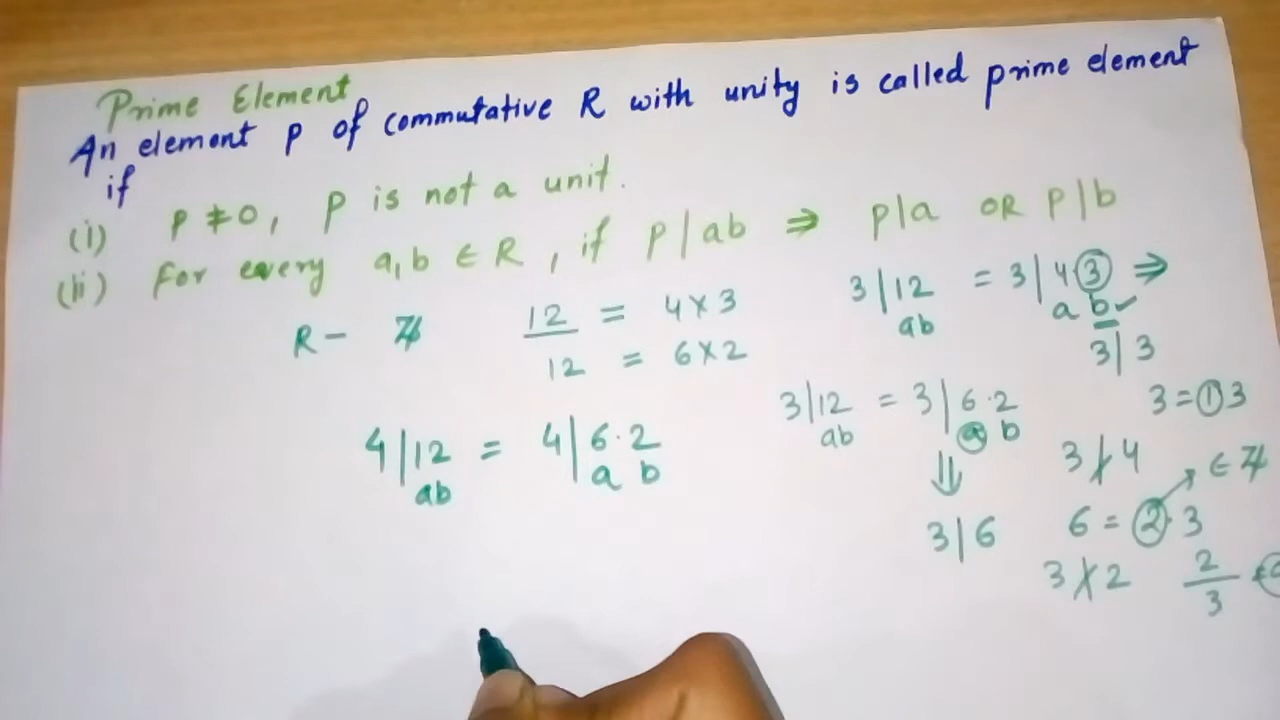 Prime Element
An element p of commutative R with unity is called prime element
if
(i) P ≠ 0, P is not a unit.
(ii) For every a,b ∈ R, if P|ab ⇒ P|a OR P|b
R – ℤ
12 = 4×3
12 = 6×2
3|12 = 3|4 3 ⇒
ab a b ✓
3|3
3|12 = 3|6·2
ab a b
⇓
3|6
3 = 1 3
3∤4
6 = 2·3 ∈ ℤ
3∤2
2/3
4|12 = 4|6·2
ab a b